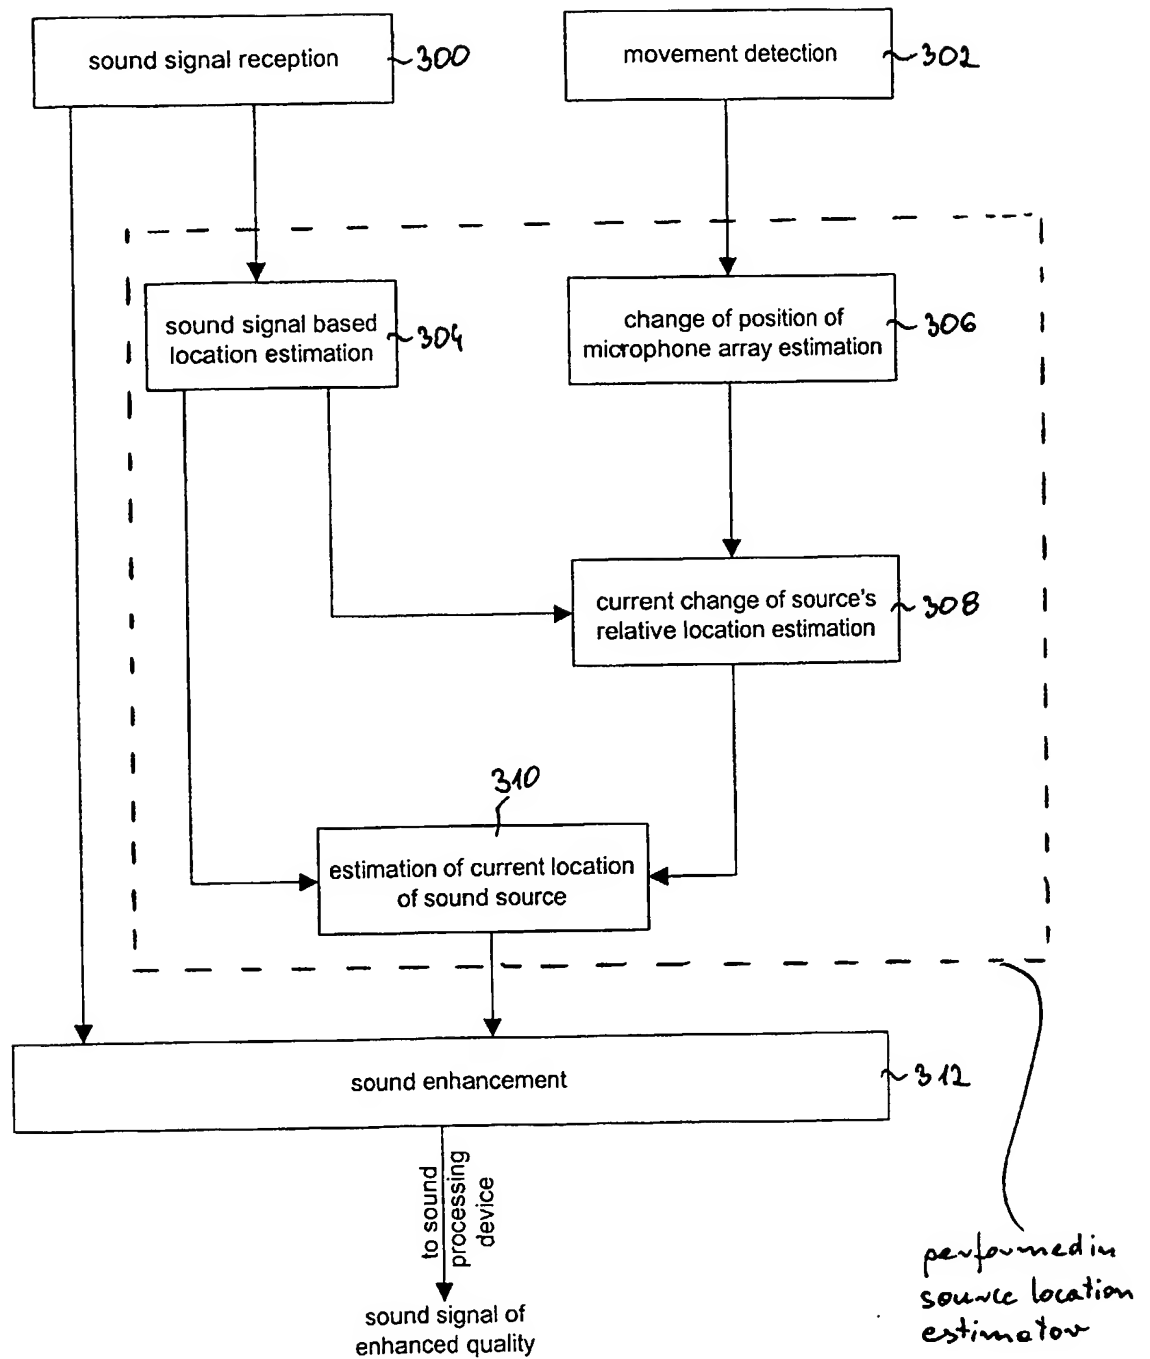 sound signal reception
300
movement detection
302
sound signal based
location estimation
304
change of position of
microphone array estimation
306
current change of source's
relative location estimation
308
310
estimation of current location
of sound source
sound enhancement
312
to sound
processing
device
sound signal of
enhanced quality
performed in
source location
estimator